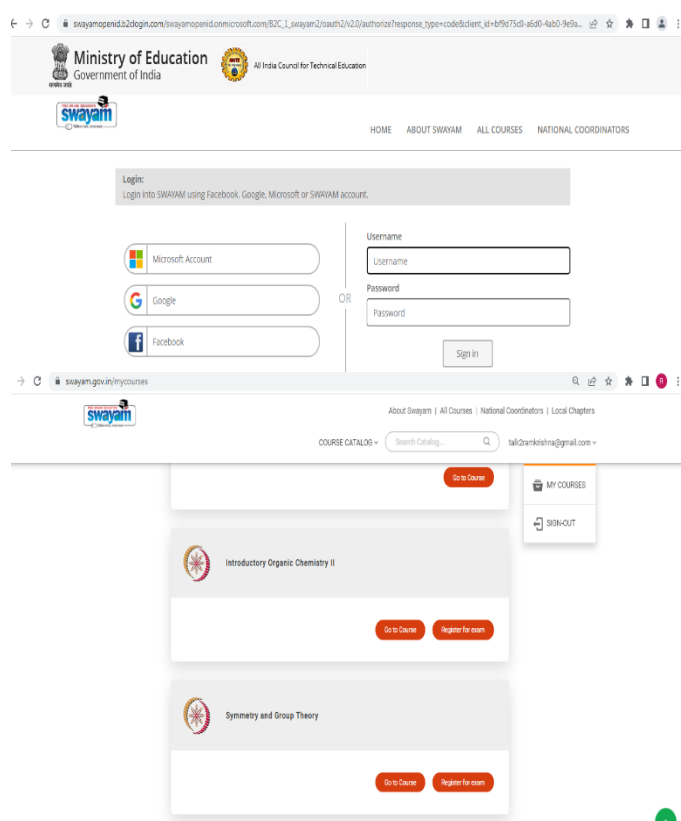 swayamopenid.b2clogin.com/swayamopenid.onmicrosoft.com/B2C_1_swayam2/oauth2/v2.0/authorize?response_type=code&client_id=bf9d75c0-a6d0-4ab0-9e9a...
Ministry of Education
Government of India
सत्यमेव जयते
All India Council for Technical Education
swayam
HOME ABOUT SWAYAM ALL COURSES NATIONAL COORDINATORS
Login:
Login into SWAYAM using Facebook, Google, Microsoft or SWAYAM account.
Username
Microsoft Account
Username
Password
Google
OR
Password
Facebook
Sign in
swayam.gov.in/mycourses
R
swayam
About Swayam | All Courses | National Coordinators | Local Chapters
COURSE CATALOG
Search Catalog...
talk2ramkrishna@gmail.com
Go to Course
MY COURSES
SIGN-OUT
Introductory Organic Chemistry II
Go to Course Register for exam
Symmetry and Group Theory
Go to Course Register for exam